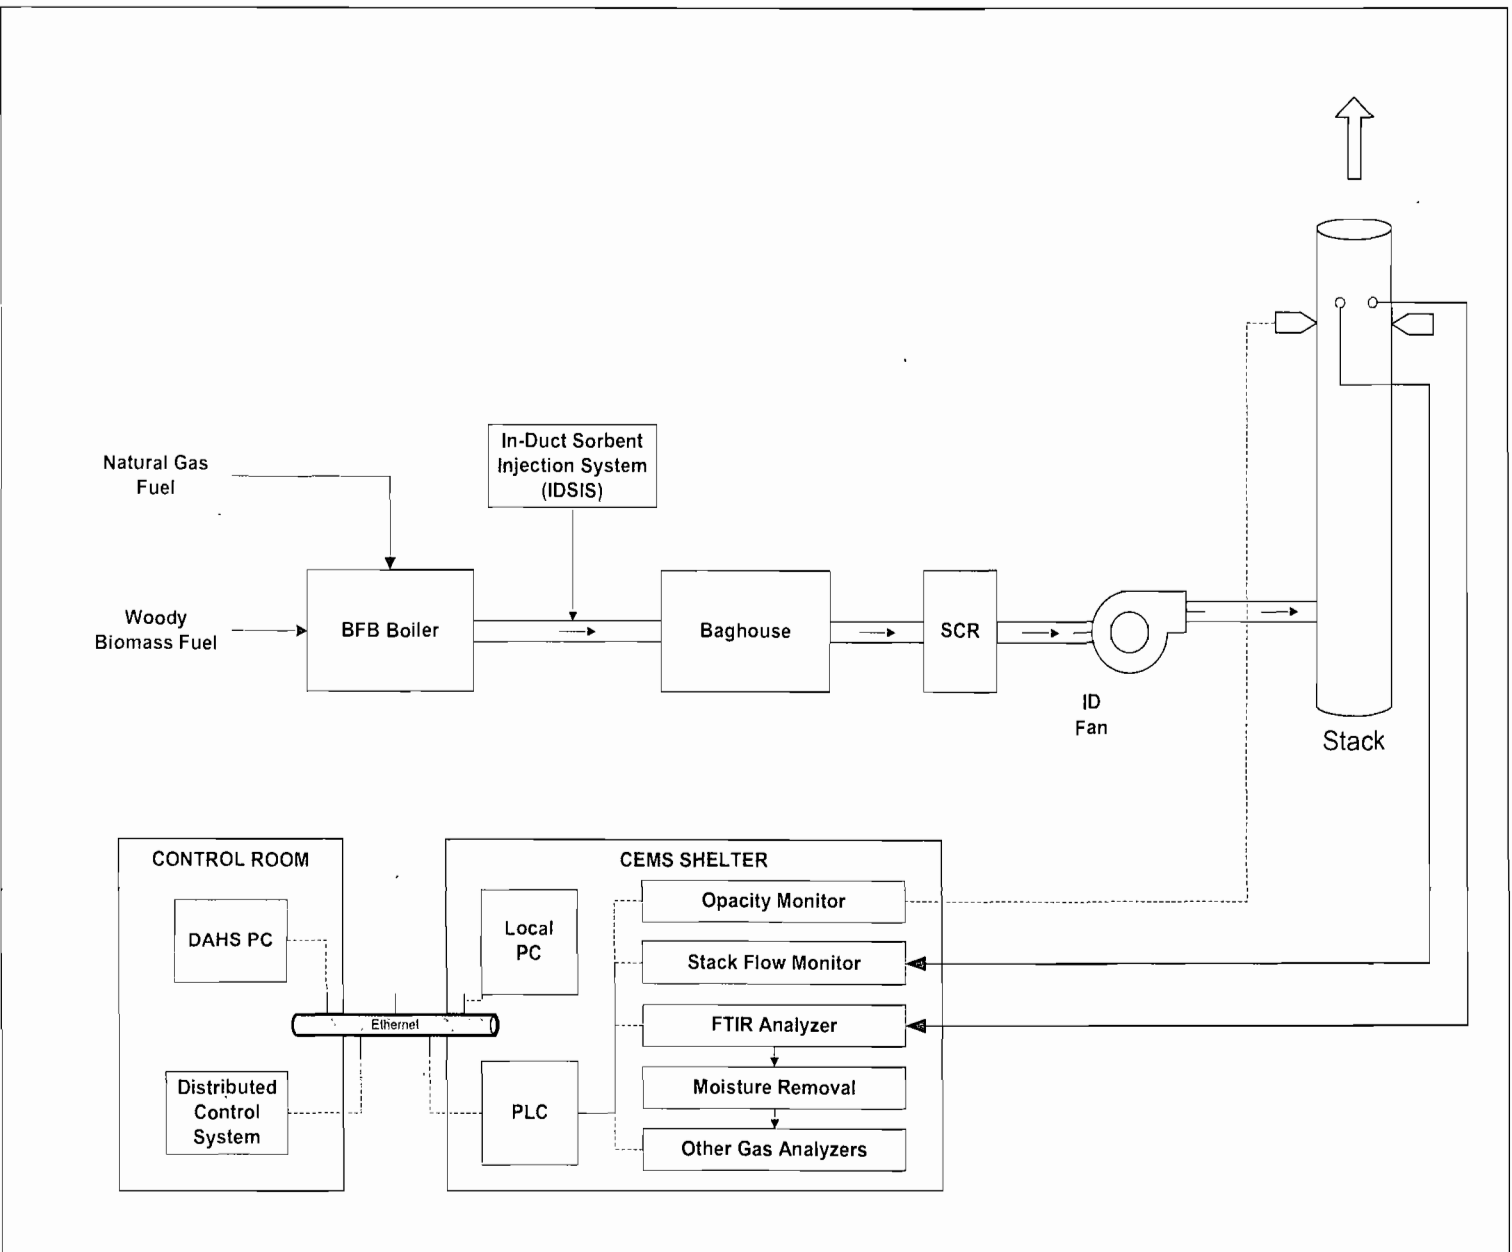 In-Duct Sorbent
Injection System
(IDSIS)
Natural Gas
Fuel
Woody
Biomass Fuel
BFB Boiler
Baghouse
SCR
ID
Fan
Stack
CONTROL ROOM
DAHS PC
Distributed
Control
System
Ethernet
CEMS SHELTER
Local
PC
PLC
Opacity Monitor
Stack Flow Monitor
FTIR Analyzer
Moisture Removal
Other Gas Analyzers